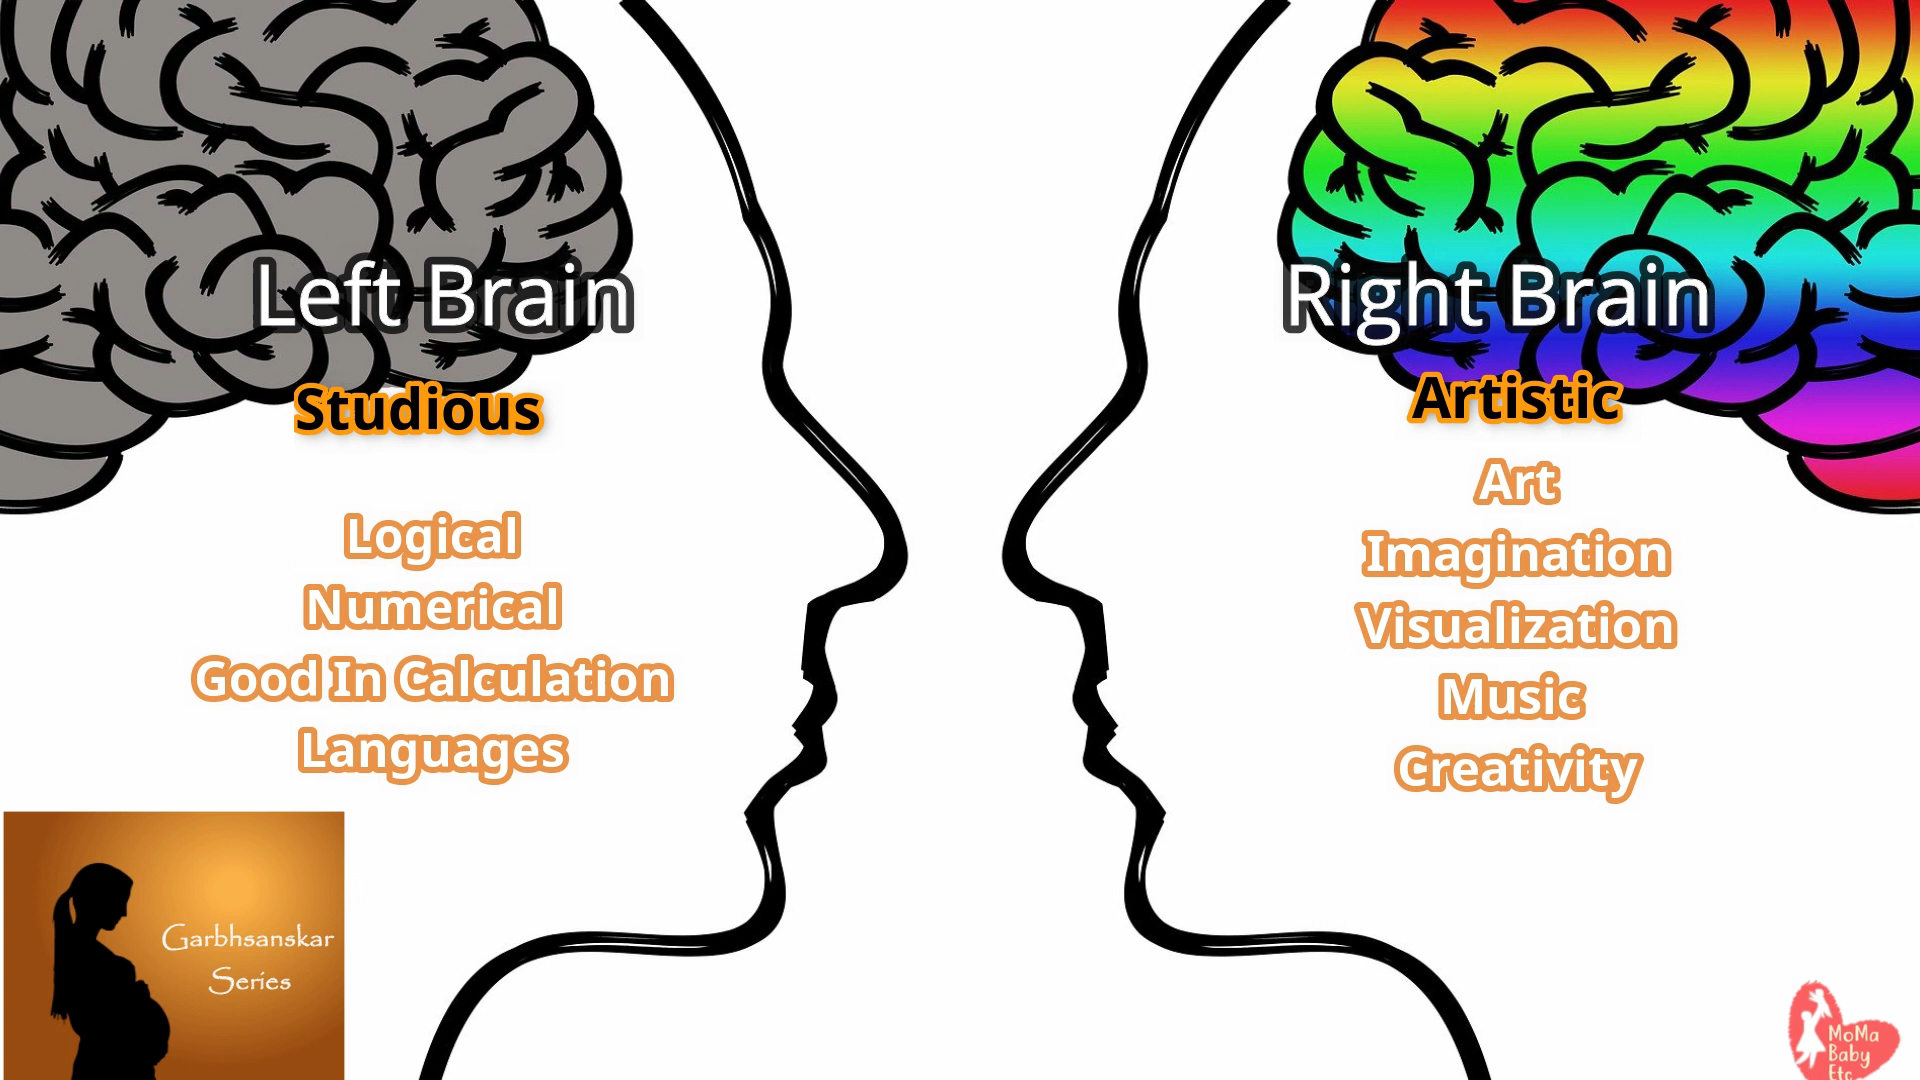 Left Brain
Studious
Logical
Numerical
Good In Calculation
Languages
Right Brain
Artistic
Art
Imagination
Visualization
Music
Creativity
Garbhsanskar
Series
MoMa
Baby
Etc